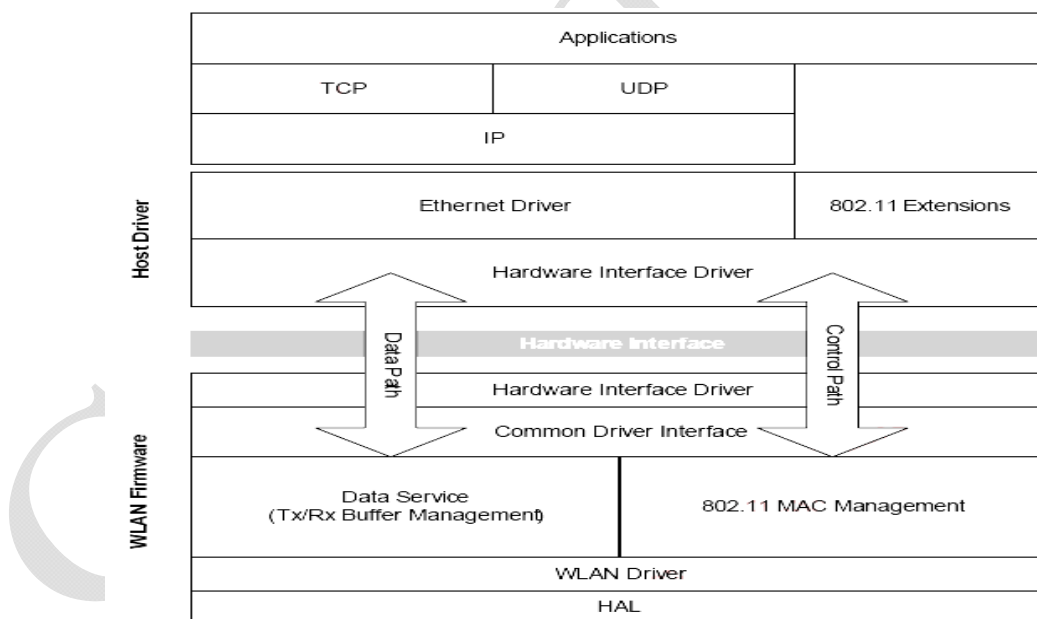 Applications
TCP
UDP
IP
Host Driver
Ethernet Driver
802.11 Extensions
Hardware Interface Driver
Data Path
Control Path
Hardware Interface
WLAN Firmware
Hardware Interface Driver
Common Driver Interface
Data Service
(Tx/Rx Buffer Management)
802.11 MAC Management
WLAN Driver
HAL